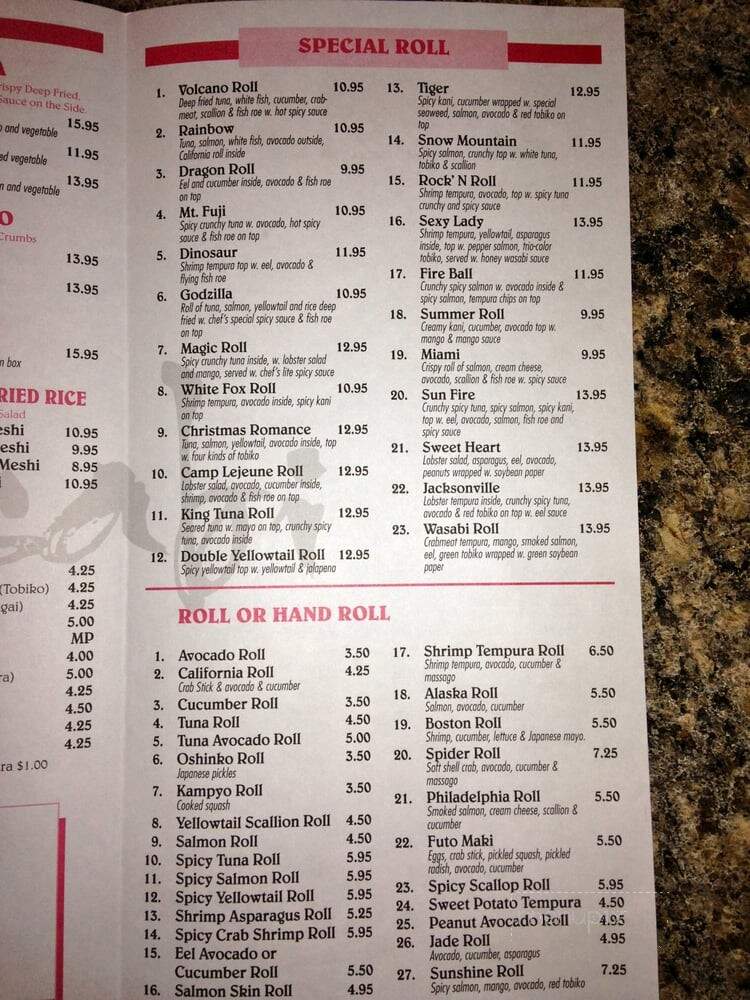 A
rispy Deep Fried,
Sauce on the Side.
o and vegetable 15.95
ed vegetable 11.95
n and vegetable 13.95
O
Crumbs
13.95
13.95
15.95
n box
RIED RICE
Salad
eshi 10.95
eshi 9.95
Meshi 8.95
i 10.95
4.25
(Tobiko) 4.25
gai) 4.25
5.00
MP
4.00
ra) 5.00
4.25
4.50
4.25
4.25
ra $1.00
SPECIAL ROLL
1. Volcano Roll 10.95
Deep fried tuna, white fish, cucumber, crab-
meat, scallion & fish roe w. hot spicy sauce
2. Rainbow 10.95
Tuna, salmon, white fish, avocado outside,
California roll inside
3. Dragon Roll 9.95
Eel and cucumber inside, avocado & fish roe
on top
4. Mt. Fuji 10.95
Spicy crunchy tuna w. avocado, hot spicy
sauce & fish roe on top
5. Dinosaur 11.95
Shrimp tempura top w. eel, avocado &
flying fish roe
6. Godzilla 10.95
Roll of tuna, salmon, yellowtail and rice deep
fried w. chef's special spicy sauce & fish roe
on top
7. Magic Roll 12.95
Spicy crunchy tuna inside, w. lobster salad
and mango, served w. chef's lite spicy sauce
8. White Fox Roll 10.95
Shrimp tempura, avocado inside, spicy kani
on top
9. Christmas Romance 12.95
Tuna, salmon, yellowtail, avocado inside, top
w. four kinds of tobiko
10. Camp Lejeune Roll 12.95
Lobster salad, avocado, cucumber inside,
shrimp, avocado & fish roe on top
11. King Tuna Roll 12.95
Seared tuna w. mayo on top, crunchy spicy
tuna, avocado inside
12. Double Yellowtail Roll 12.95
Spicy yellowtail top w. yellowtail & jalapeno
13. Tiger 12.95
Spicy kani, cucumber wrapped w. special
seaweed, salmon, avocado & red tobiko on
top
14. Snow Mountain 11.95
Spicy salmon, crunchy top w. white tuna,
tobiko & scallion
15. Rock' N Roll 11.95
Shrimp tempura, avocado, top w. spicy tuna
crunchy and spicy sauce
16. Sexy Lady 13.95
Shrimp tempura, yellowtail, asparagus
inside, top w. pepper salmon, trio-color
tobiko, served w. honey wasabi sauce
17. Fire Ball 11.95
Crunchy spicy salmon w. avocado inside &
spicy salmon, tempura chips on top
18. Summer Roll 9.95
Creamy kani, cucumber, avocado top w.
mango & mango sauce
19. Miami 9.95
Crispy roll of salmon, cream cheese,
avocado, scallion & fish roe w. spicy sauce
20. Sun Fire 13.95
Crunchy spicy tuna, spicy salmon, spicy kani,
top w. eel, avocado, salmon, fish roe and
spicy sauce
21. Sweet Heart 13.95
Lobster salad, asparagus, eel, avocado,
peanuts wrapped w. soybean paper
22. Jacksonville 13.95
Lobster tempura inside, crunchy spicy tuna,
avocado & red tobiko on top w. eel sauce
23. Wasabi Roll 13.95
Crabmeat tempura, mango, smoked salmon,
eel, green tobiko wrapped w. green soybean
paper
ROLL OR HAND ROLL
1. Avocado Roll 3.50
2. California Roll 4.25
Crab Stick & avocado & cucumber
3. Cucumber Roll 3.50
4. Tuna Roll 4.50
5. Tuna Avocado Roll 5.00
6. Oshinko Roll 3.50
Japanese pickles
7. Kampyo Roll 3.50
Cooked squash
8. Yellowtail Scallion Roll 4.50
9. Salmon Roll 4.50
10. Spicy Tuna Roll 5.95
11. Spicy Salmon Roll 5.95
12. Spicy Yellowtail Roll 5.95
13. Shrimp Asparagus Roll 5.25
14. Spicy Crab Shrimp Roll 5.95
15. Eel Avocado or
Cucumber Roll 5.50
16. Salmon Skin Roll 4.95
17. Shrimp Tempura Roll 6.50
Shrimp tempura, avocado, cucumber &
massago
18. Alaska Roll 5.50
Salmon, avocado, cucumber
19. Boston Roll 5.50
Shrimp, cucumber, lettuce & Japanese mayo.
20. Spider Roll 7.25
Soft shell crab, avocado, cucumber &
massago
21. Philadelphia Roll 5.50
Smoked salmon, cream cheese, scallion &
cucumber
22. Futo Maki 5.50
Eggs, crab stick, pickled squash, pickled
radish, avocado, cucumber
23. Spicy Scallop Roll 5.95
24. Sweet Potato Tempura 4.50
25. Peanut Avocado Roll 4.95
26. Jade Roll 4.95
Avocado, cucumber, asparagus
27. Sunshine Roll 7.25
Spicy salmon, mango, avocado, red tobiko